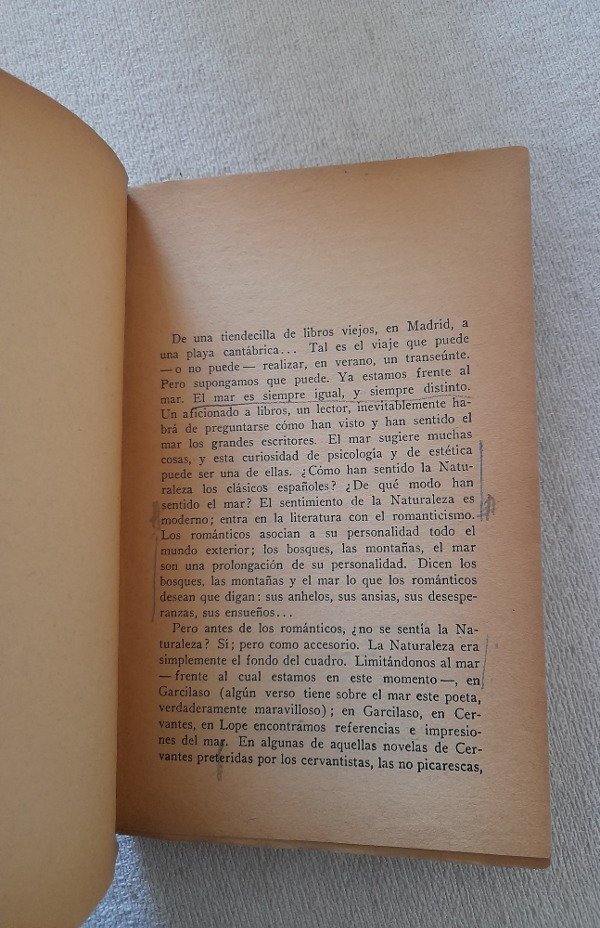 De una tiendecilla de libros viejos, en Madrid, a
una playa cantábrica... Tal es el viaje que puede
—o no puede— realizar, en verano, un transeúnte.
Pero supongamos que puede. Ya estamos frente al
mar. El mar es siempre igual, y siempre distinto.
Un aficionado a libros, un lector, inevitablemente ha-
brá de preguntarse cómo han visto y han sentido el
mar los grandes escritores. El mar sugiere muchas
cosas, y esta curiosidad de psicología y de estética
puede ser una de ellas. ¿Cómo han sentido la Natu-
raleza los clásicos españoles? ¿De qué modo han
sentido el mar? El sentimiento de la Naturaleza es
moderno; entra en la literatura con el romanticismo.
Los románticos asocian a su personalidad todo el
mundo exterior; los bosques, las montañas, el mar
son una prolongación de su personalidad. Dicen los
bosques, las montañas y el mar lo que los románticos
desean que digan: sus anhelos, sus ansias, sus desespe-
ranzas, sus ensueños...
Pero antes de los románticos, ¿no se sentía la Na-
turaleza? Sí; pero como accesorio. La Naturaleza era
simplemente el fondo del cuadro. Limitándonos al mar
—frente al cual estamos en este momento—, en
Garcilaso (algún verso tiene sobre el mar este poeta,
verdaderamente maravilloso); en Garcilaso, en Cer-
vantes, en Lope encontramos referencias e impresio-
nes del mar. En algunas de aquellas novelas de Cer-
vantes preteridas por los cervantistas, las no picarescas,